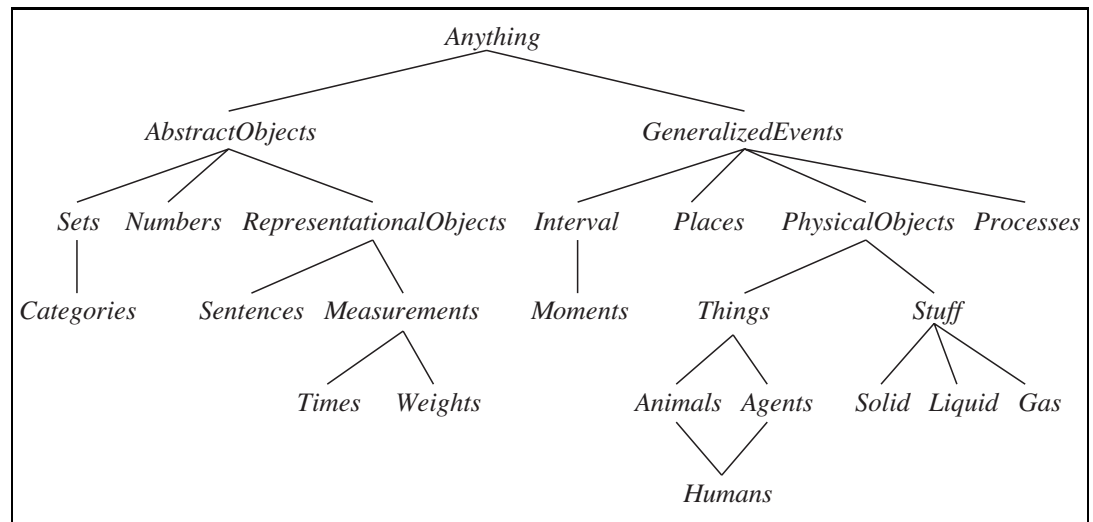 Anything
AbstractObjects GeneralizedEvents
Sets Numbers RepresentationalObjects Interval Places PhysicalObjects Processes
Categories Sentences Measurements Moments Things Stuff
Times Weights Animals Agents Solid Liquid Gas
Humans